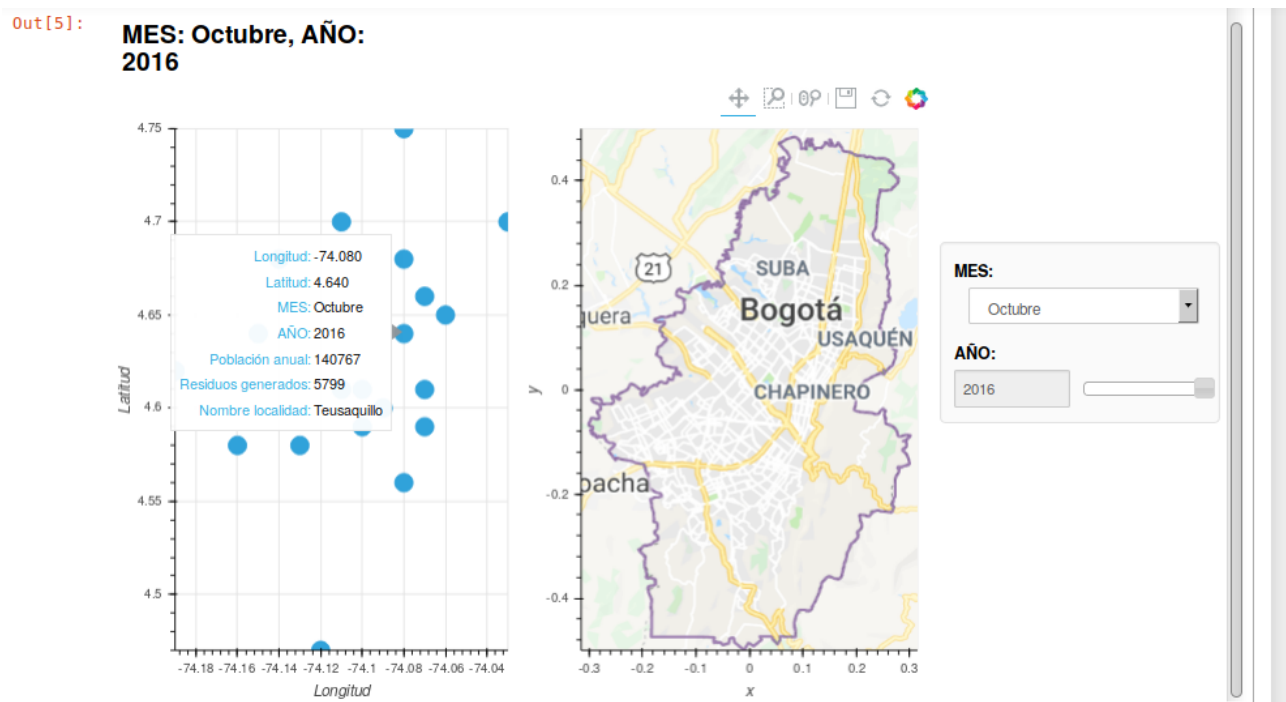 Out[5]:
MES: Octubre, AÑO:
2016
4.75
4.7
4.65
4.6
4.55
4.5
Latitud
Longitud: -74.080
Latitud: 4.640
MES: Octubre
AÑO: 2016
Población anual: 140767
Residuos generados: 5799
Nombre localidad: Teusaquillo
-74.18 -74.16 -74.14 -74.12 -74.1 -74.08 -74.06 -74.04
Longitud
0.4
0.2
0
-0.2
-0.4
y
21
SUBA
Bogotá
quera
USAQUÉN
CHAPINERO
oacha
-0.3 -0.2 -0.1 0 0.1 0.2 0.3
x
MES:
Octubre
AÑO:
2016